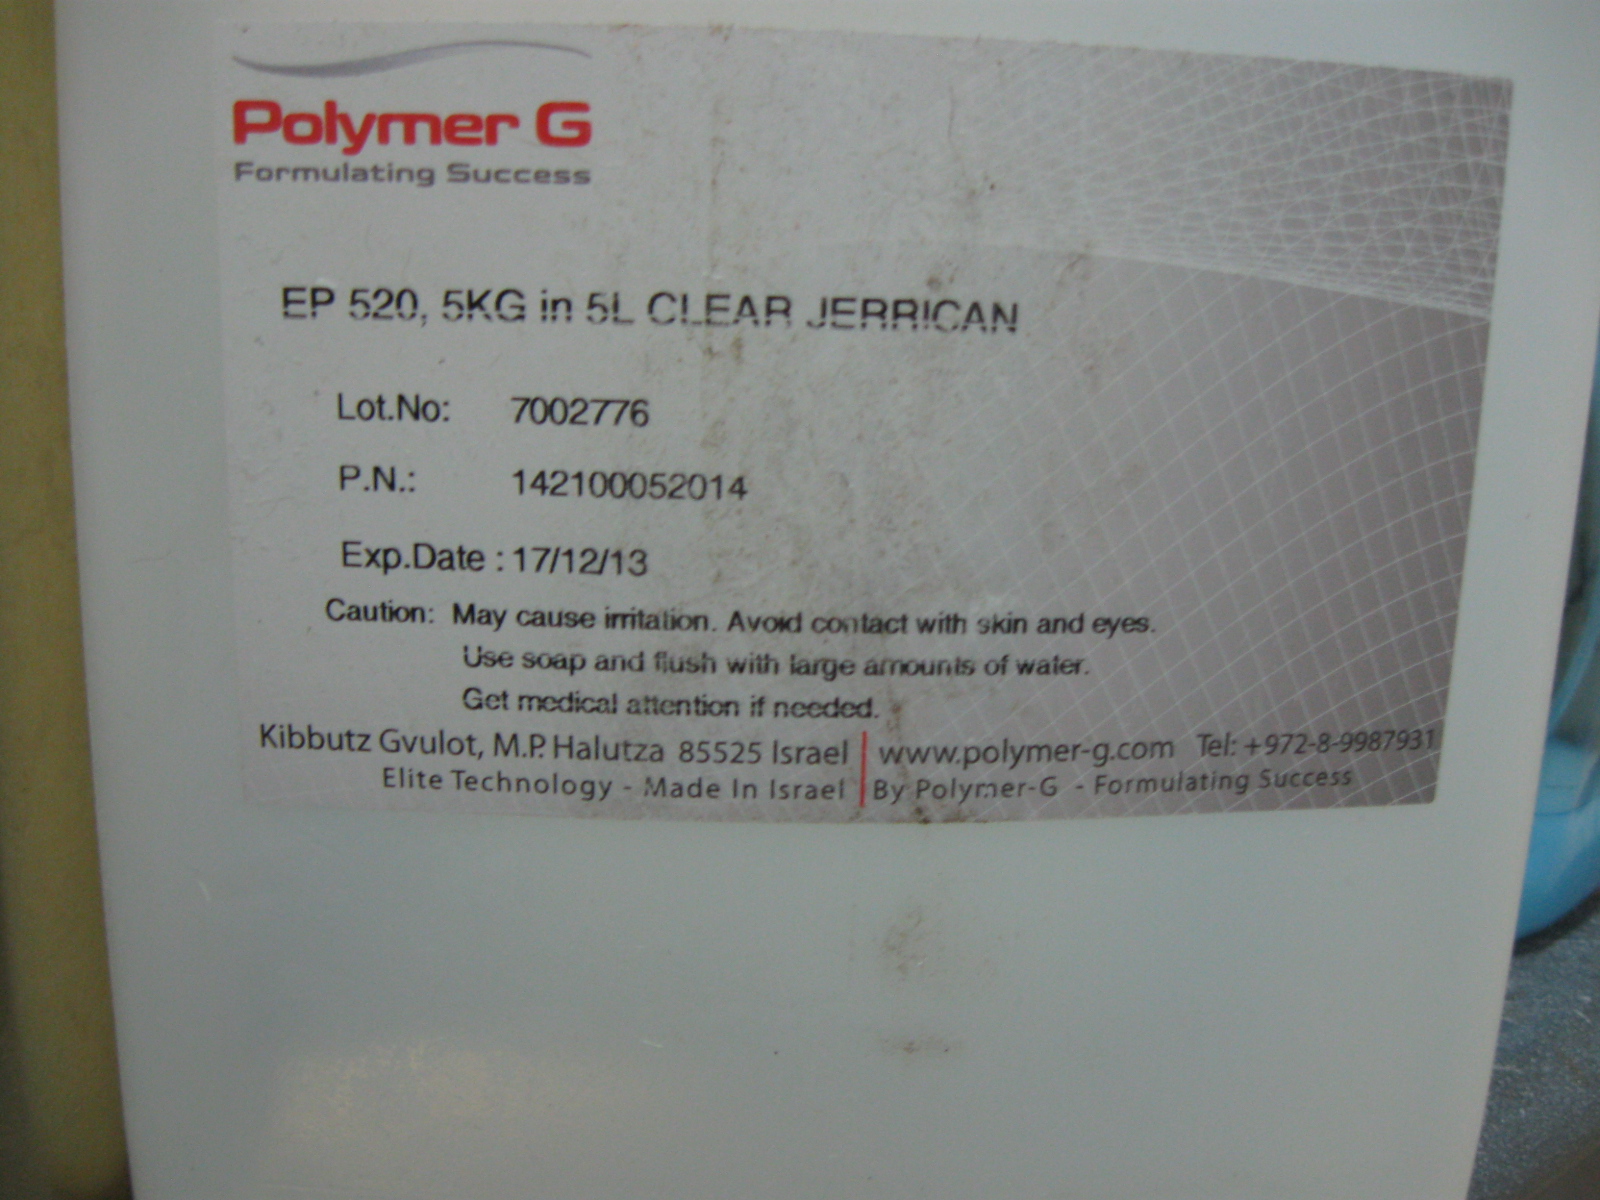 Polymer G
Formulating Success
EP 520, 5KG in 5L CLEAR JERRICAN
Lot.No: 7002776
P.N.: 142100052014
Exp.Date : 17/12/13
Caution: May cause irritation. Avoid contact with skin and eyes.
Use soap and flush with large amounts of water.
Get medical attention if needed.
Kibbutz Gvulot, M.P. Halutza 85525 Israel | www.polymer-g.com Tel: +972-8-9987931
Elite Technology - Made In Israel | By Polymer-G - Formulating Success